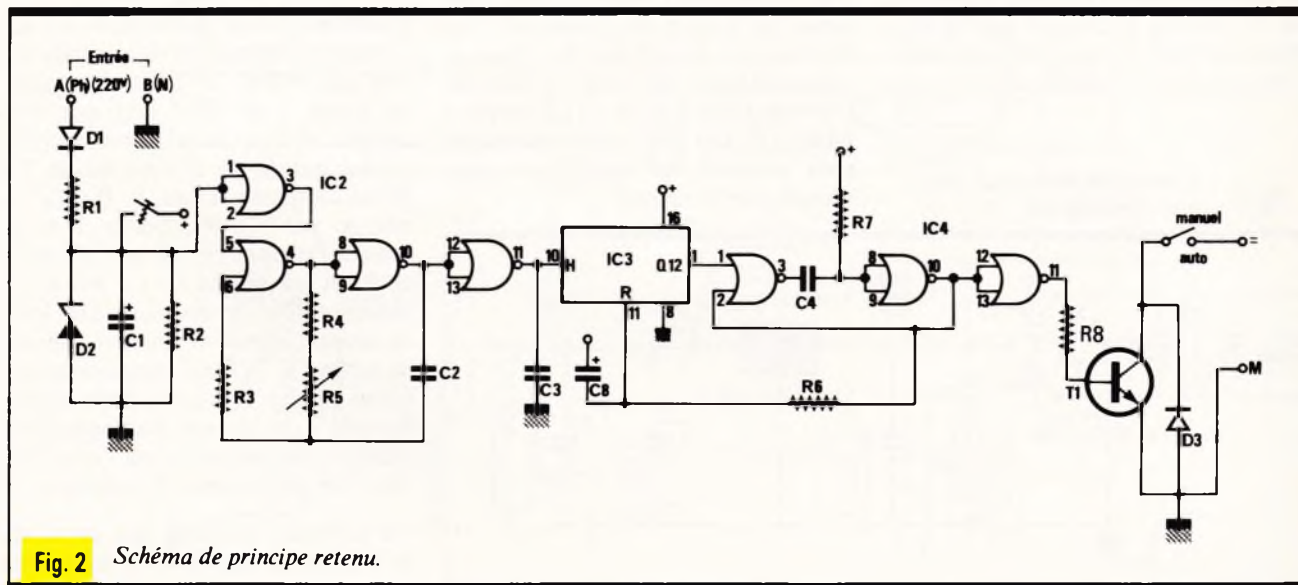 Entrée
A(Ph)(220V) B(N)
D1
R1
+
D2
C1
+
R2
1
2
3
IC2
5
6
4
R3
R4
R5
8
9
10
C2
12
13
11
C3
10
H
IC3
Q12
R
11
16
+
8
1
C8
+
1
2
3
C4
R7
+
R6
IC4
8
9
10
12
13
11
R8
T1
manuel
auto
=
D3
M
Fig. 2 Schéma de principe retenu.